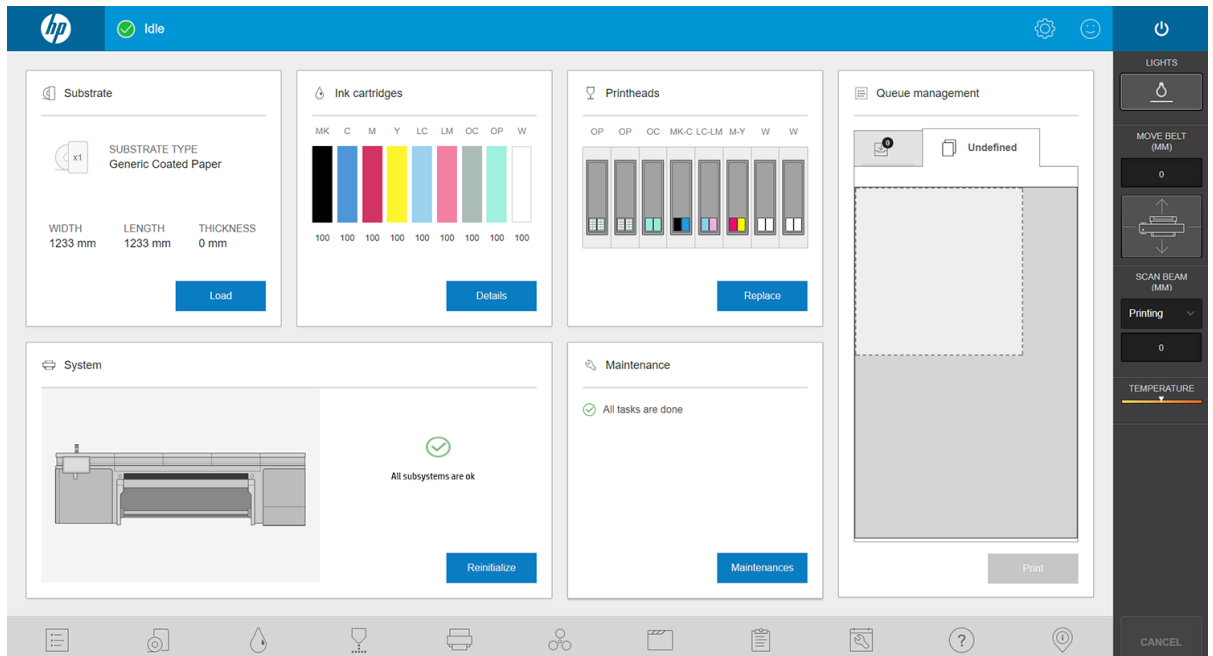 hp
Idle
Substrate
x1
SUBSTRATE TYPE
Generic Coated Paper
WIDTH LENGTH THICKNESS
1233 mm 1233 mm 0 mm
Load
Ink cartridges
MK C M Y LC LM OC OP W
100 100 100 100 100 100 100 100 100
Details
Printheads
OP OP OC MK-C LC-LM M-Y W W
Replace
Queue management
0
Undefined
Print
System
All subsystems are ok
Reinitialize
Maintenance
All tasks are done
Maintenances
LIGHTS
MOVE BELT
(MM)
0
SCAN BEAM
(MM)
Printing
0
TEMPERATURE
CANCEL
?